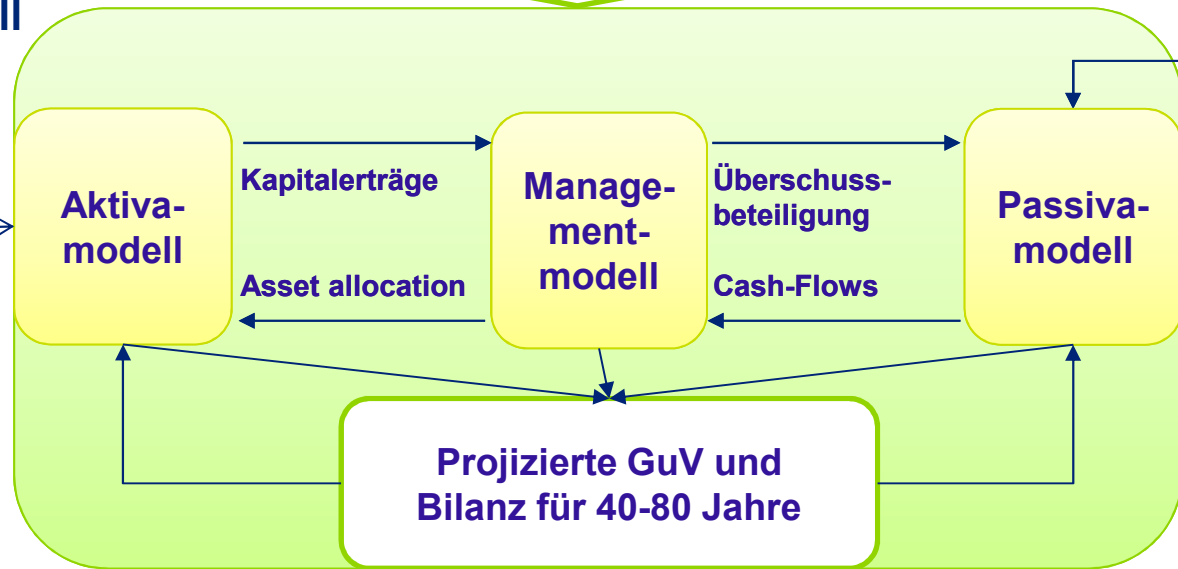 ll
Kapitalerträge
Aktiva-
modell
Asset allocation
Manage-
ment-
modell
Überschuss-
beteiligung
Cash-Flows
Passiva-
modell
Projizierte GuV und
Bilanz für 40-80 Jahre